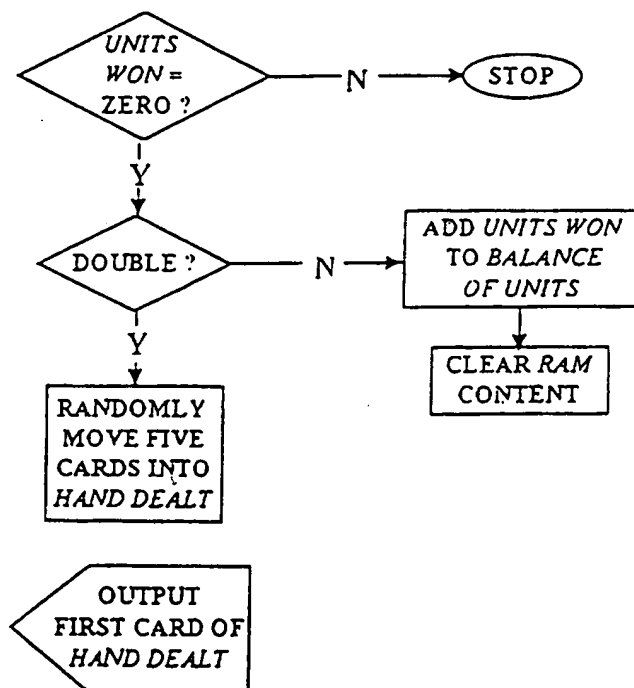 UNITS
WON =
ZERO ?
N
STOP
Y
DOUBLE ?
N
ADD UNITS WON
TO BALANCE
OF UNITS
Y
CLEAR RAM
CONTENT
RANDOMLY
MOVE FIVE
CARDS INTO
HAND DEALT
OUTPUT
FIRST CARD OF
HAND DEALT